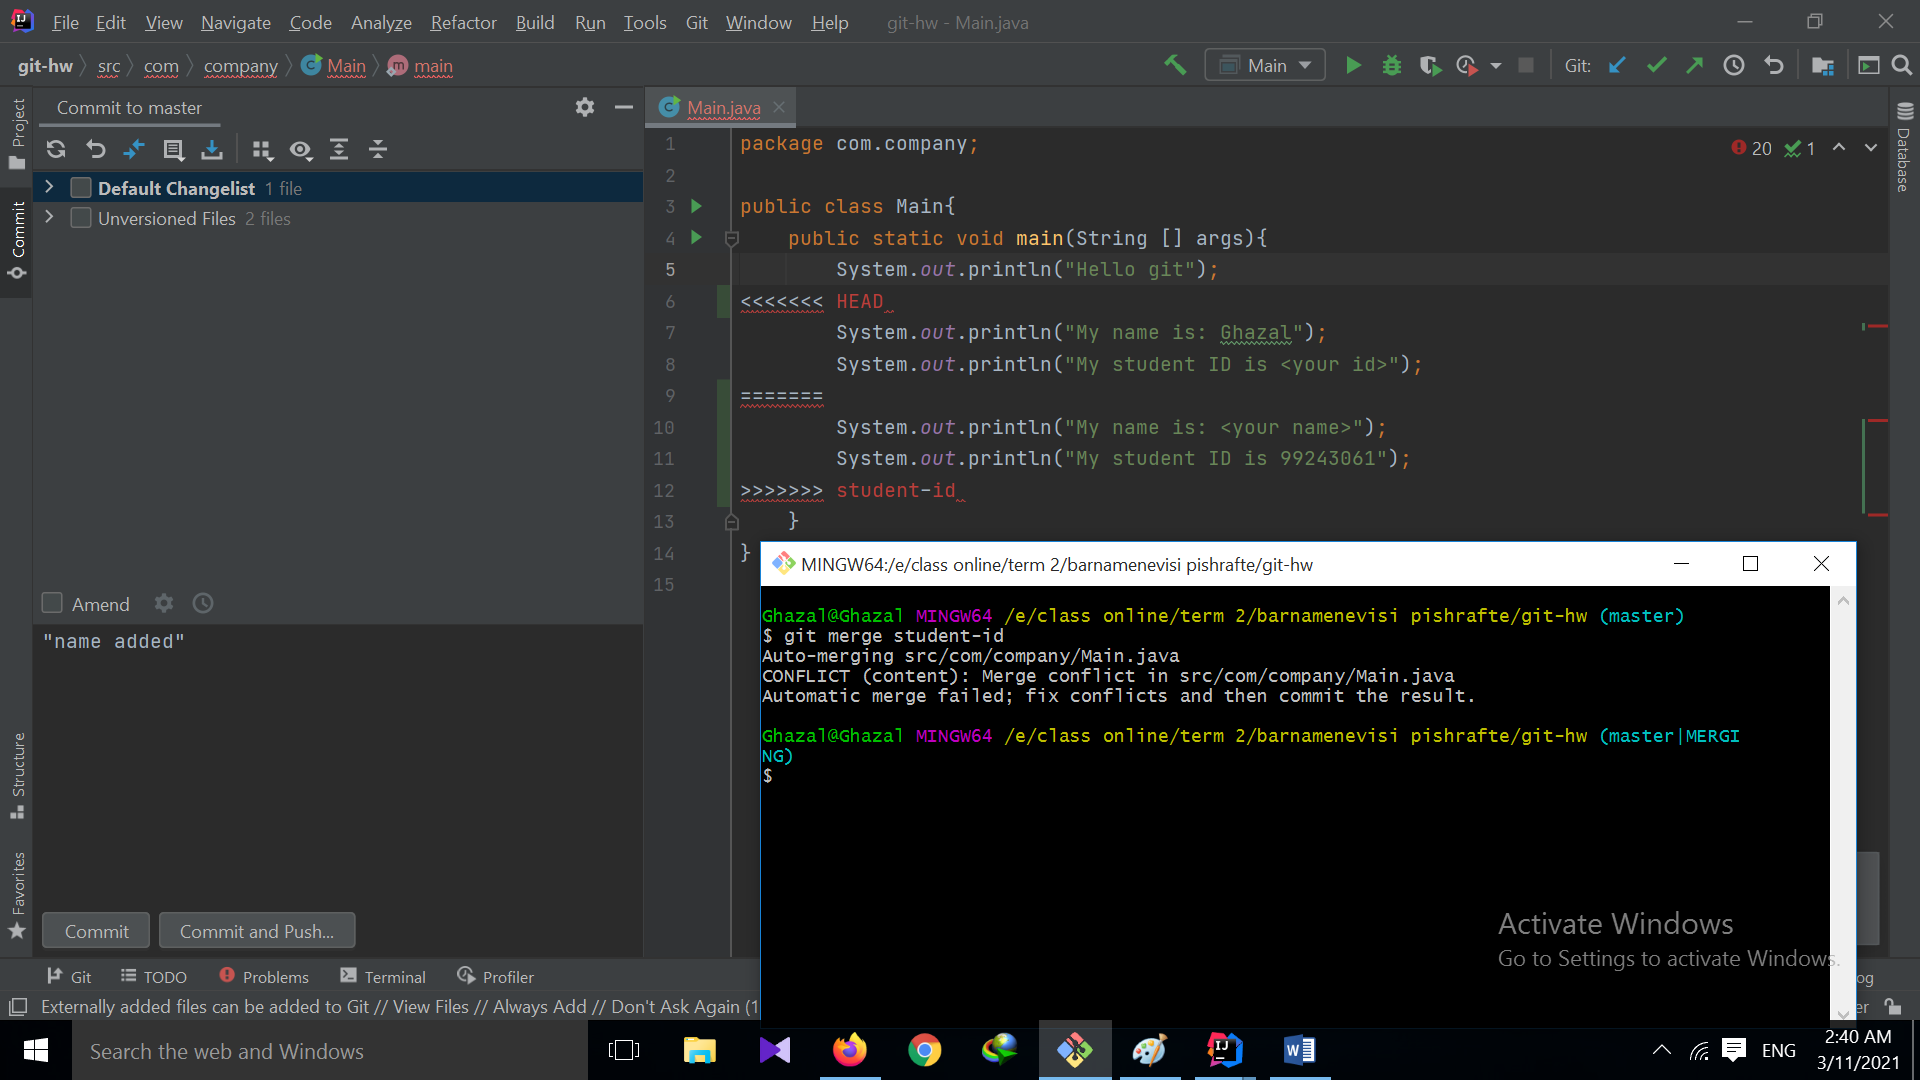 File Edit View Navigate Code Analyze Refactor Build Run Tools Git Window Help git-hw - Main.java
git-hw src com company Main main
Main
Git:
Project
Commit
Structure
Favorites
Commit to master
Default Changelist 1 file
Unversioned Files 2 files
Amend
"name added"
Commit Commit and Push...
Main.java
20 1
Database
1 package com.company;
2
3 public class Main{
4 public static void main(String [] args){
5 System.out.println("Hello git");
6 <<<<<<< HEAD
7 System.out.println("My name is: Ghazal");
8 System.out.println("My student ID is <your id>");
9 =======
10 System.out.println("My name is: <your name>");
11 System.out.println("My student ID is 99243061");
12 >>>>>>> student-id
13 }
14 }
15
MINGW64:/e/class online/term 2/barnamenevisi pishrafte/git-hw
Ghazal@Ghazal MINGW64 /e/class online/term 2/barnamenevisi pishrafte/git-hw (master)
$ git merge student-id
Auto-merging src/com/company/Main.java
CONFLICT (content): Merge conflict in src/com/company/Main.java
Automatic merge failed; fix conflicts and then commit the result.
Ghazal@Ghazal MINGW64 /e/class online/term 2/barnamenevisi pishrafte/git-hw (master|MERGI
NG)
$
Activate Windows
Go to Settings to activate Windows.
Git TODO Problems Terminal Profiler
og
Externally added files can be added to Git // View Files // Always Add // Don't Ask Again (1
er
Search the web and Windows
ENG
2:40 AM
3/11/2021